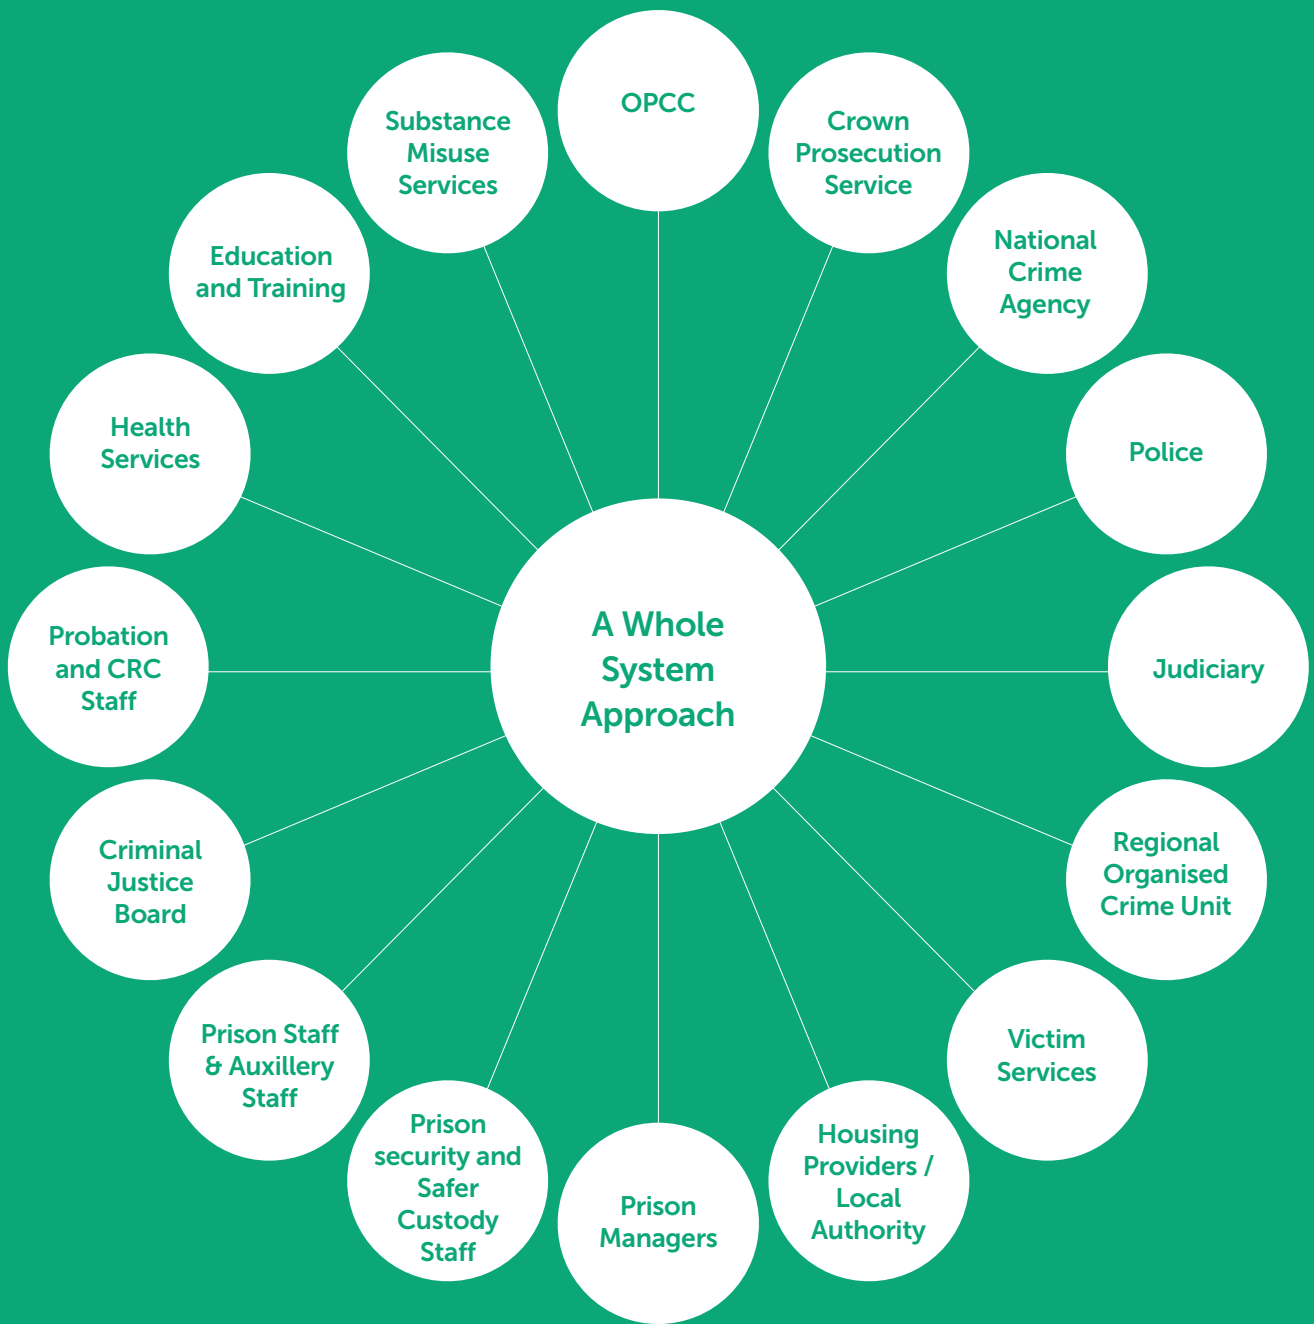 OPCC
Crown
Prosecution
Service
National
Crime
Agency
Police
Judiciary
Regional
Organised
Crime Unit
Victim
Services
Housing
Providers /
Local
Authority
Prison
Managers
Prison
security and
Safer
Custody
Staff
Prison Staff
& Auxillery
Staff
Criminal
Justice
Board
Probation
and CRC
Staff
Health
Services
Education
and Training
Substance
Misuse
Services
A Whole
System
Approach